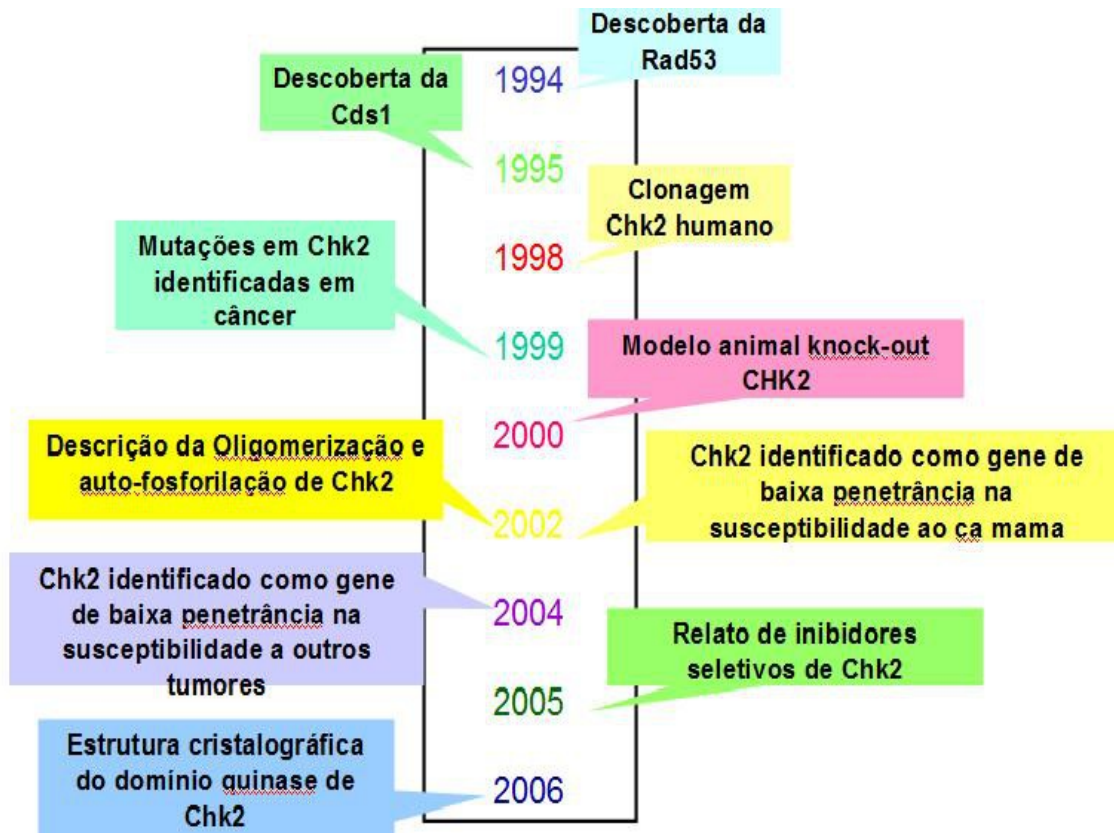 Descoberta da
Rad53
1994
Descoberta da
Cds1
1995
Clonagem
Chk2 humano
1998
Mutações em Chk2
identificadas em
câncer
1999
Modelo animal knock-out
CHK2
2000
Descrição da Oligomerização e
auto-fosforilação de Chk2
Chk2 identificado como gene de
baixa penetrância na
susceptibilidade ao ca mama
2002
Chk2 identificado como gene
de baixa penetrância na
susceptibilidade a outros
tumores
2004
Relato de inibidores
seletivos de Chk2
2005
Estrutura cristalográfica
do domínio quinase de
Chk2
2006